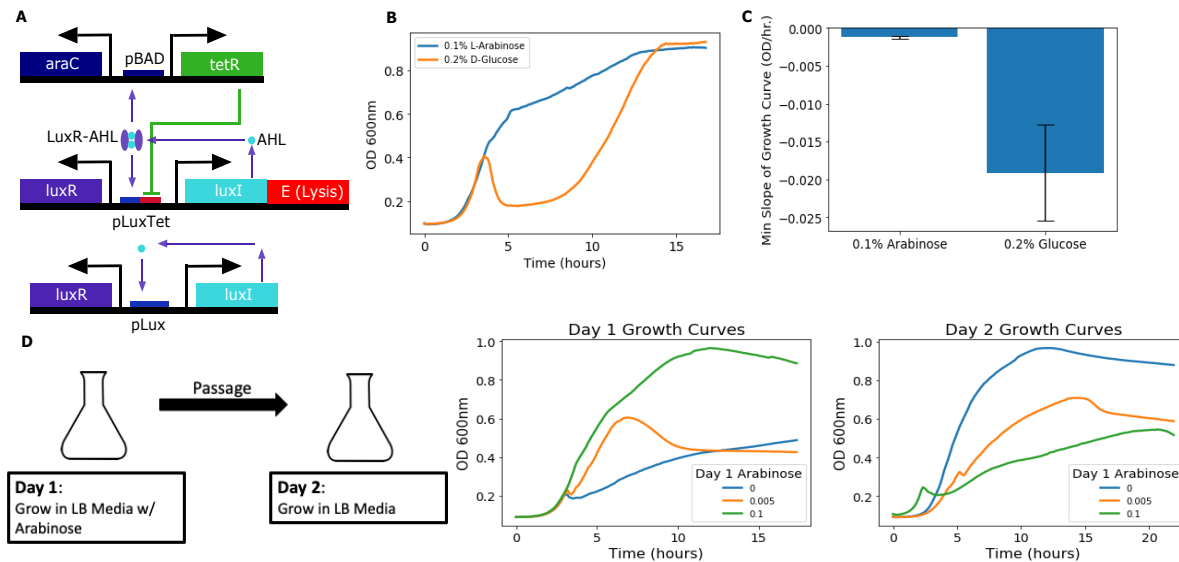 A
araC
pBAD
tetR
LuxR-AHL
AHL
luxR
luxI
E (Lysis)
pLuxTet
luxR
luxI
pLux
B
0.1% L-Arabinose
0.2% D-Glucose
OD 600nm
0.8
0.6
0.4
0.2
0
5
10
15
Time (hours)
C
Min Slope of Growth Curve (OD/hr.)
0.000
−0.005
−0.010
−0.015
−0.020
−0.025
0.1% Arabinose
0.2% Glucose
D
Passage
Day 1:
Grow in LB Media w/
Arabinose
Day 2:
Grow in LB Media
Day 1 Growth Curves
OD 600nm
1.0
0.8
0.6
0.4
0.2
Day 1 Arabinose
0
0.005
0.1
0
5
10
15
Time (hours)
Day 2 Growth Curves
OD 600nm
1.0
0.8
0.6
0.4
0.2
Day 1 Arabinose
0
0.005
0.1
0
5
10
15
20
Time (hours)